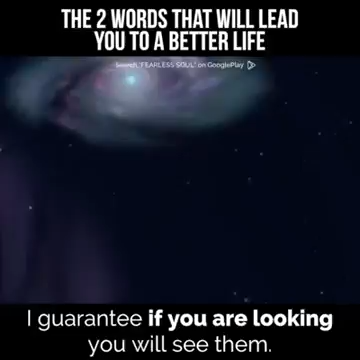 THE 2 WORDS THAT WILL LEAD
YOU TO A BETTER LIFE
Search "FEARLESS SOUL" on GooglePlay
I guarantee if you are looking
you will see them.